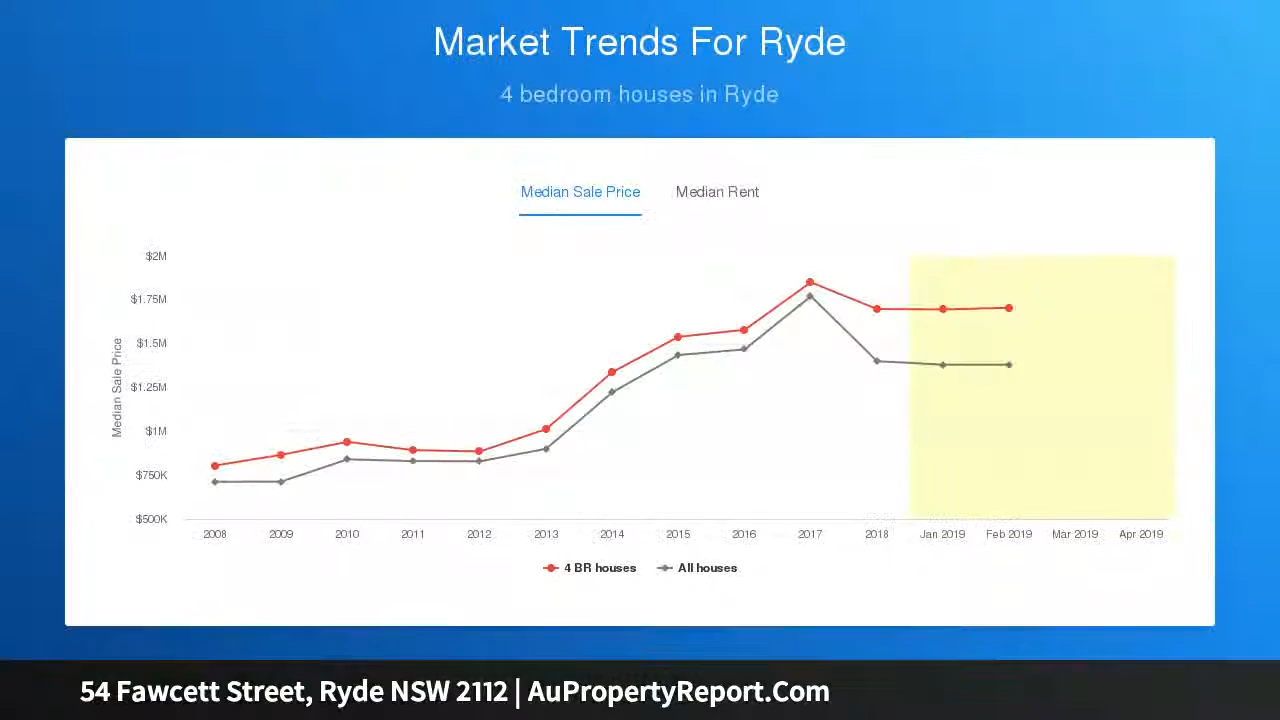 Market Trends For Ryde
4 bedroom houses in Ryde
Median Sale Price Median Rent
$2M
$1.75M
$1.5M
$1.25M
$1M
$750K
$500K
Median Sale Price
2008 2009 2010 2011 2012 2013 2014 2015 2016 2017 2018 Jan 2019 Feb 2019 Mar 2019 Apr 2019
4 BR houses All houses
54 Fawcett Street, Ryde NSW 2112 | AuPropertyReport.Com